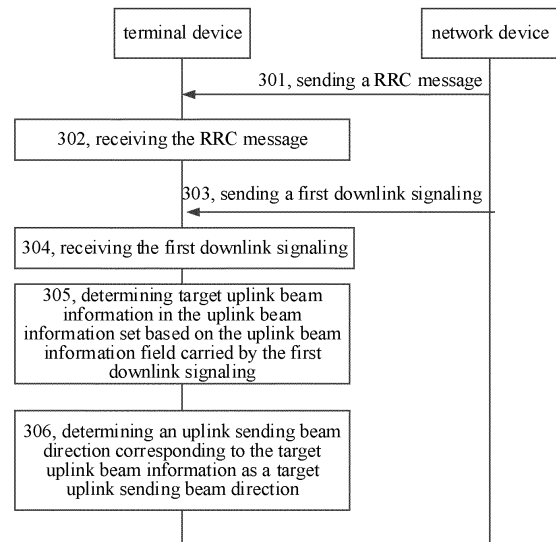 terminal device
network device
301, sending a RRC message
302, receiving the RRC message
303, sending a first downlink signaling
304, receiving the first downlink signaling
305, determining target uplink beam
information in the uplink beam
information set based on the uplink beam
information field carried by the first
downlink signaling
306, determining an uplink sending beam
direction corresponding to the target
uplink beam information as a target
uplink sending beam direction